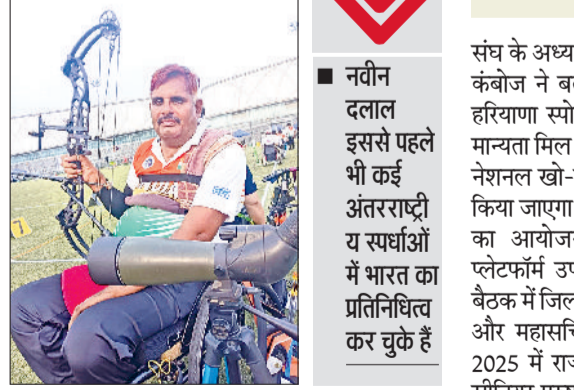 ■ नवीन
दलाल
इससे पहले
भी कई
अंतरराष्ट्री
य स्पर्धाओं
में भारत का
प्रतिनिधित्व
कर चुके हैं
संघ के अध्य
कंबोज ने ब
हरियाणा स्पो
मान्यता मिल
नेशनल खो-
किया जाएगा
का आयोज
प्लेटफॉर्म उप
बैठक में जिल
और महासचि
2025 में राज